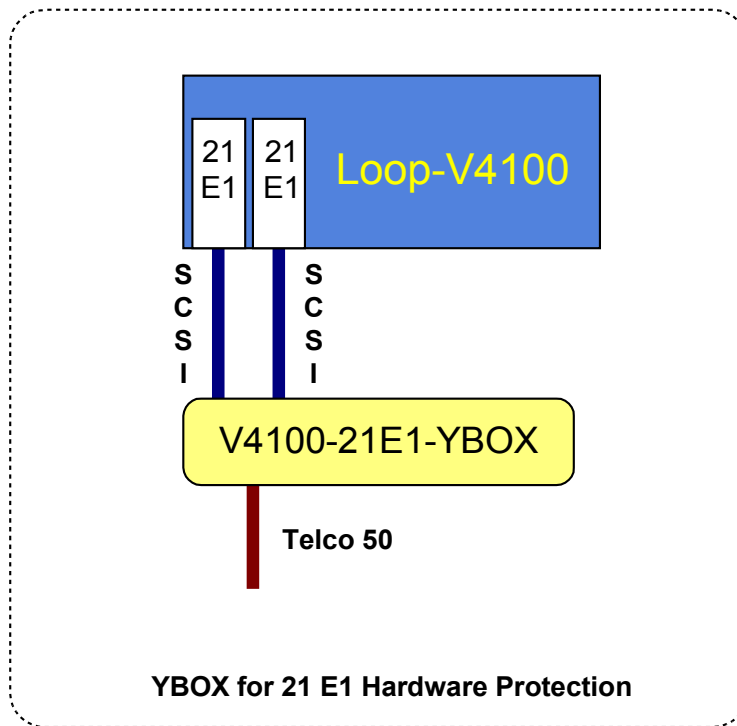 21
E1
21
E1
Loop-V4100
S
C
S
I
S
C
S
I
V4100-21E1-YBOX
Telco 50
YBOX for 21 E1 Hardware Protection